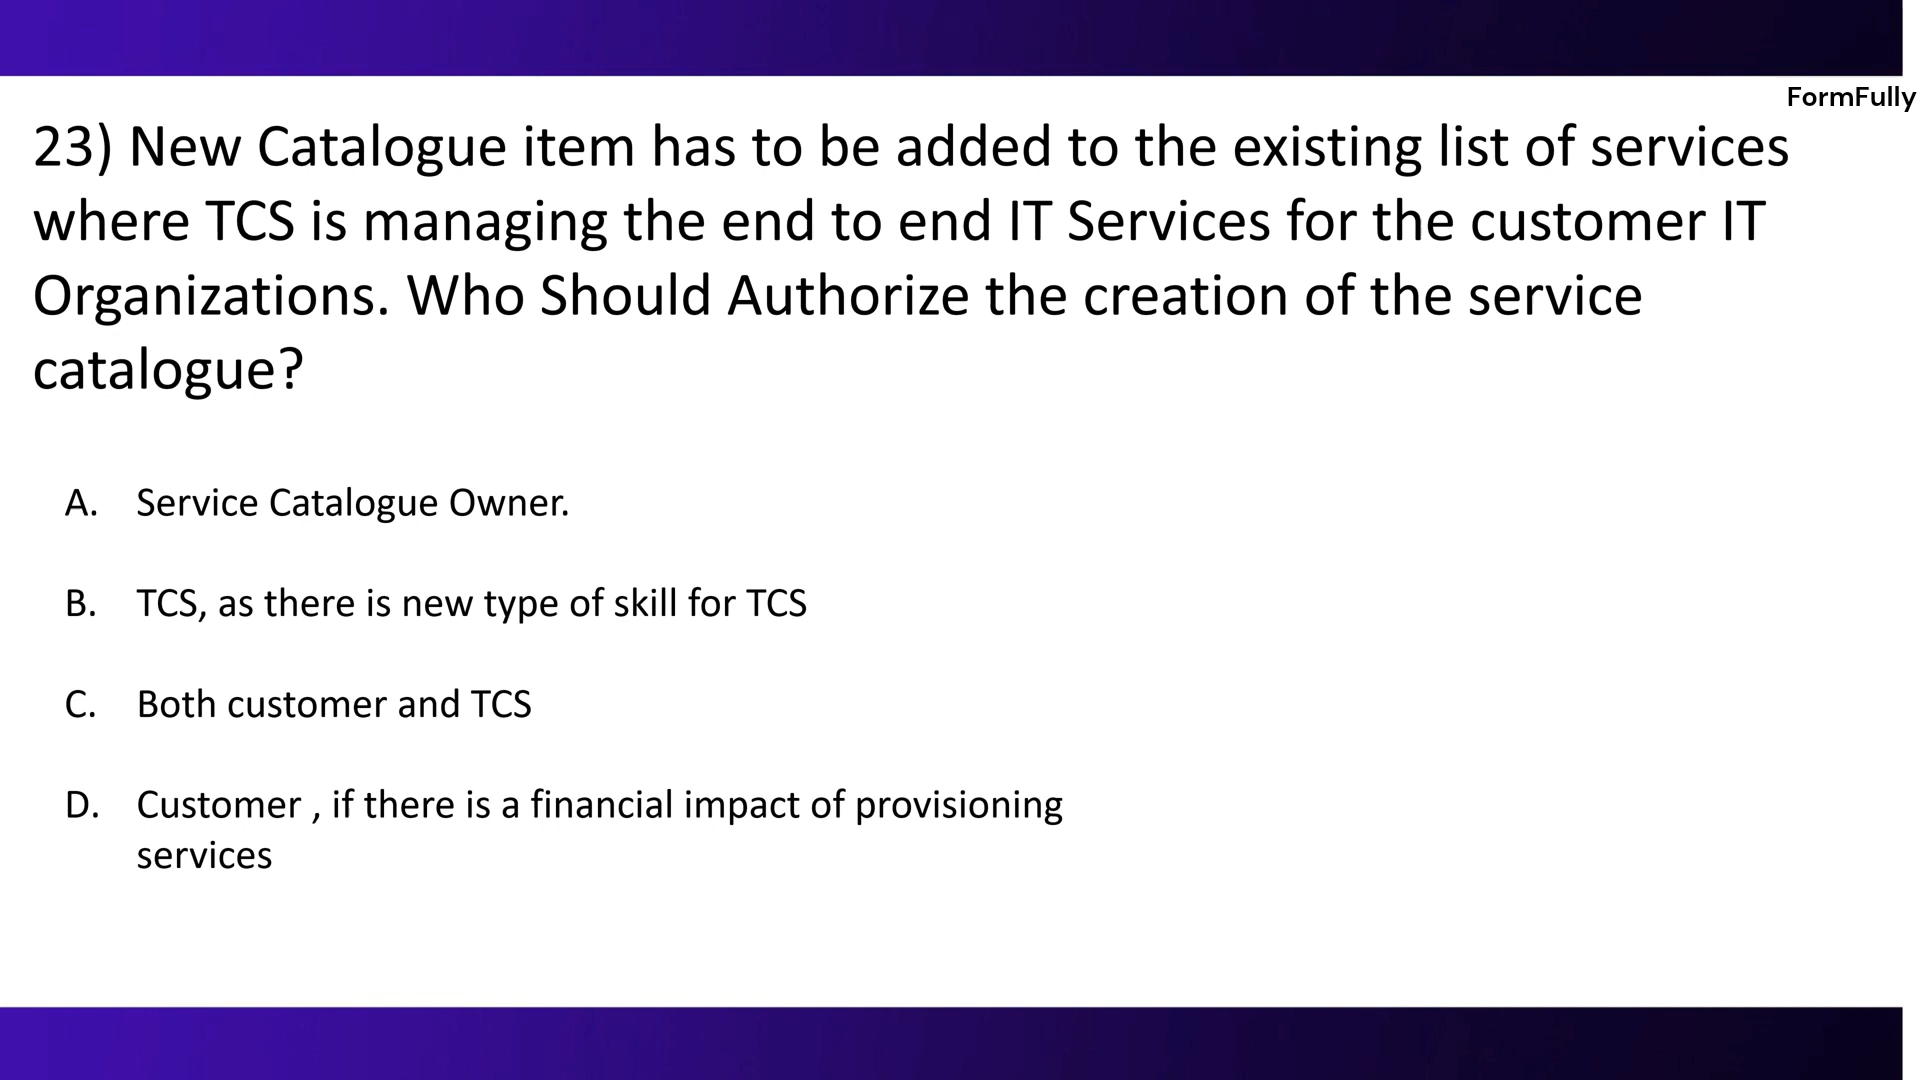 FormFully
23) New Catalogue item has to be added to the existing list of services
where TCS is managing the end to end IT Services for the customer IT
Organizations. Who Should Authorize the creation of the service
catalogue?
A. Service Catalogue Owner.
B. TCS, as there is new type of skill for TCS
C. Both customer and TCS
D. Customer , if there is a financial impact of provisioning
services